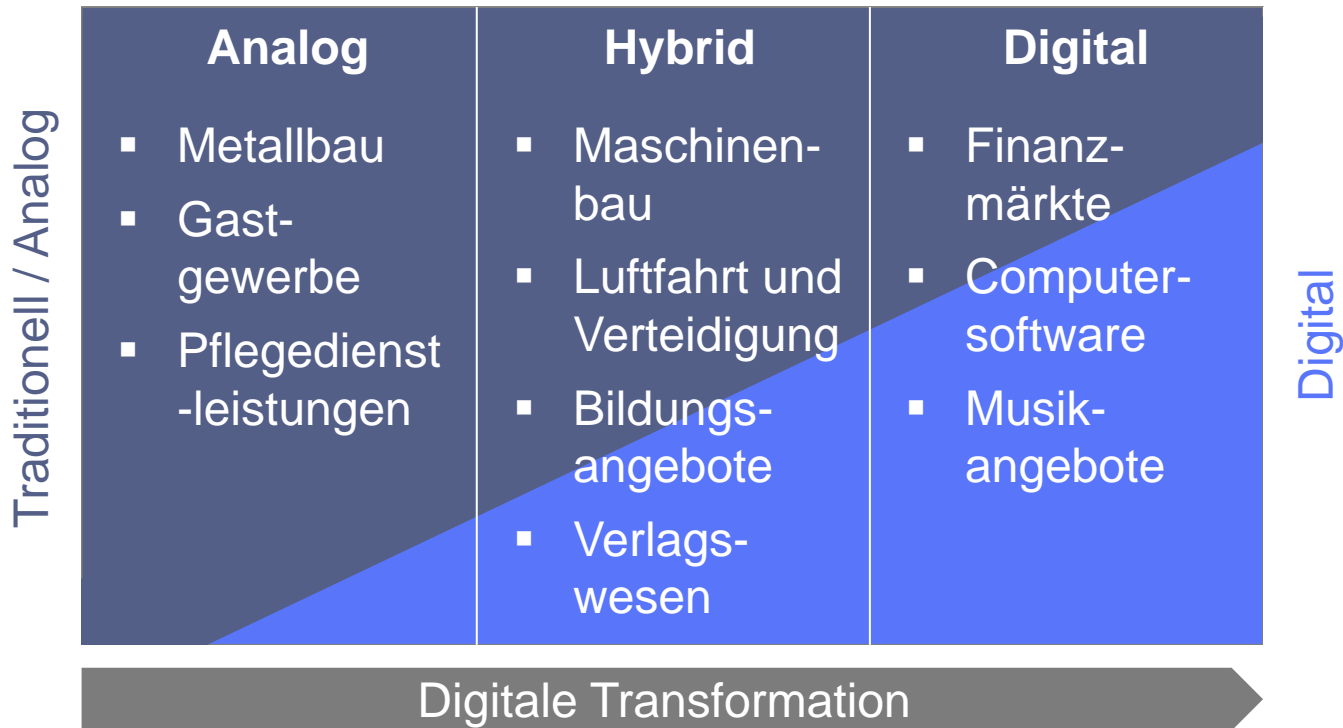 Traditionell / Analog
Analog
▪ Metallbau
▪ Gast-
gewerbe
▪ Pflegedienst
-leistungen
Hybrid
▪ Maschinen-
bau
▪ Luftfahrt und
Verteidigung
▪ Bildungs-
angebote
▪ Verlags-
wesen
Digital
▪ Finanz-
märkte
▪ Computer-
software
▪ Musik-
angebote
Digital
Digitale Transformation